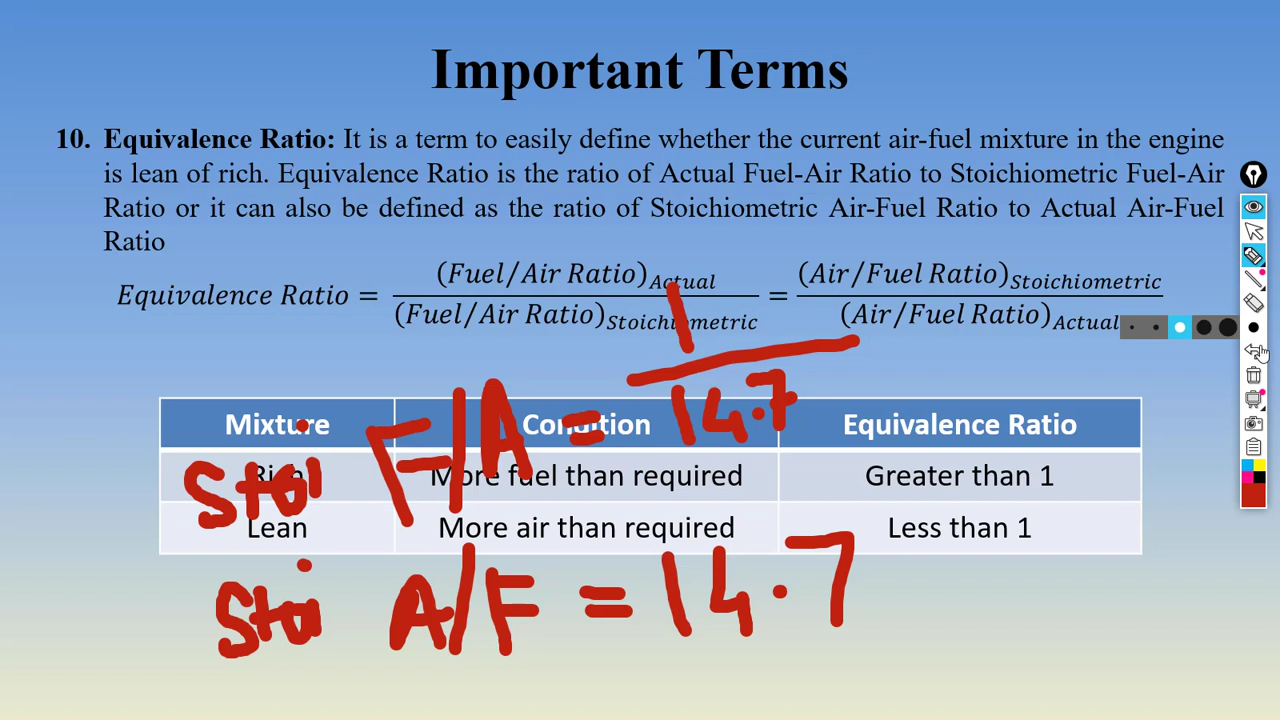 Important Terms
10. Equivalence Ratio: It is a term to easily define whether the current air-fuel mixture in the engine
is lean of rich. Equivalence Ratio is the ratio of Actual Fuel-Air Ratio to Stoichiometric Fuel-Air
Ratio or it can also be defined as the ratio of Stoichiometric Air-Fuel Ratio to Actual Air-Fuel
Ratio
Equivalence Ratio = (Fuel/Air Ratio)Actual / (Fuel/Air Ratio)Stoichiometric = (Air/Fuel Ratio)Stoichiometric / (Air/Fuel Ratio)Actual
Mixture Condition Equivalence Ratio
Rich More fuel than required Greater than 1
Lean More air than required Less than 1
Stoi F/A = 1/14.7
Stoi A/F = 14.7